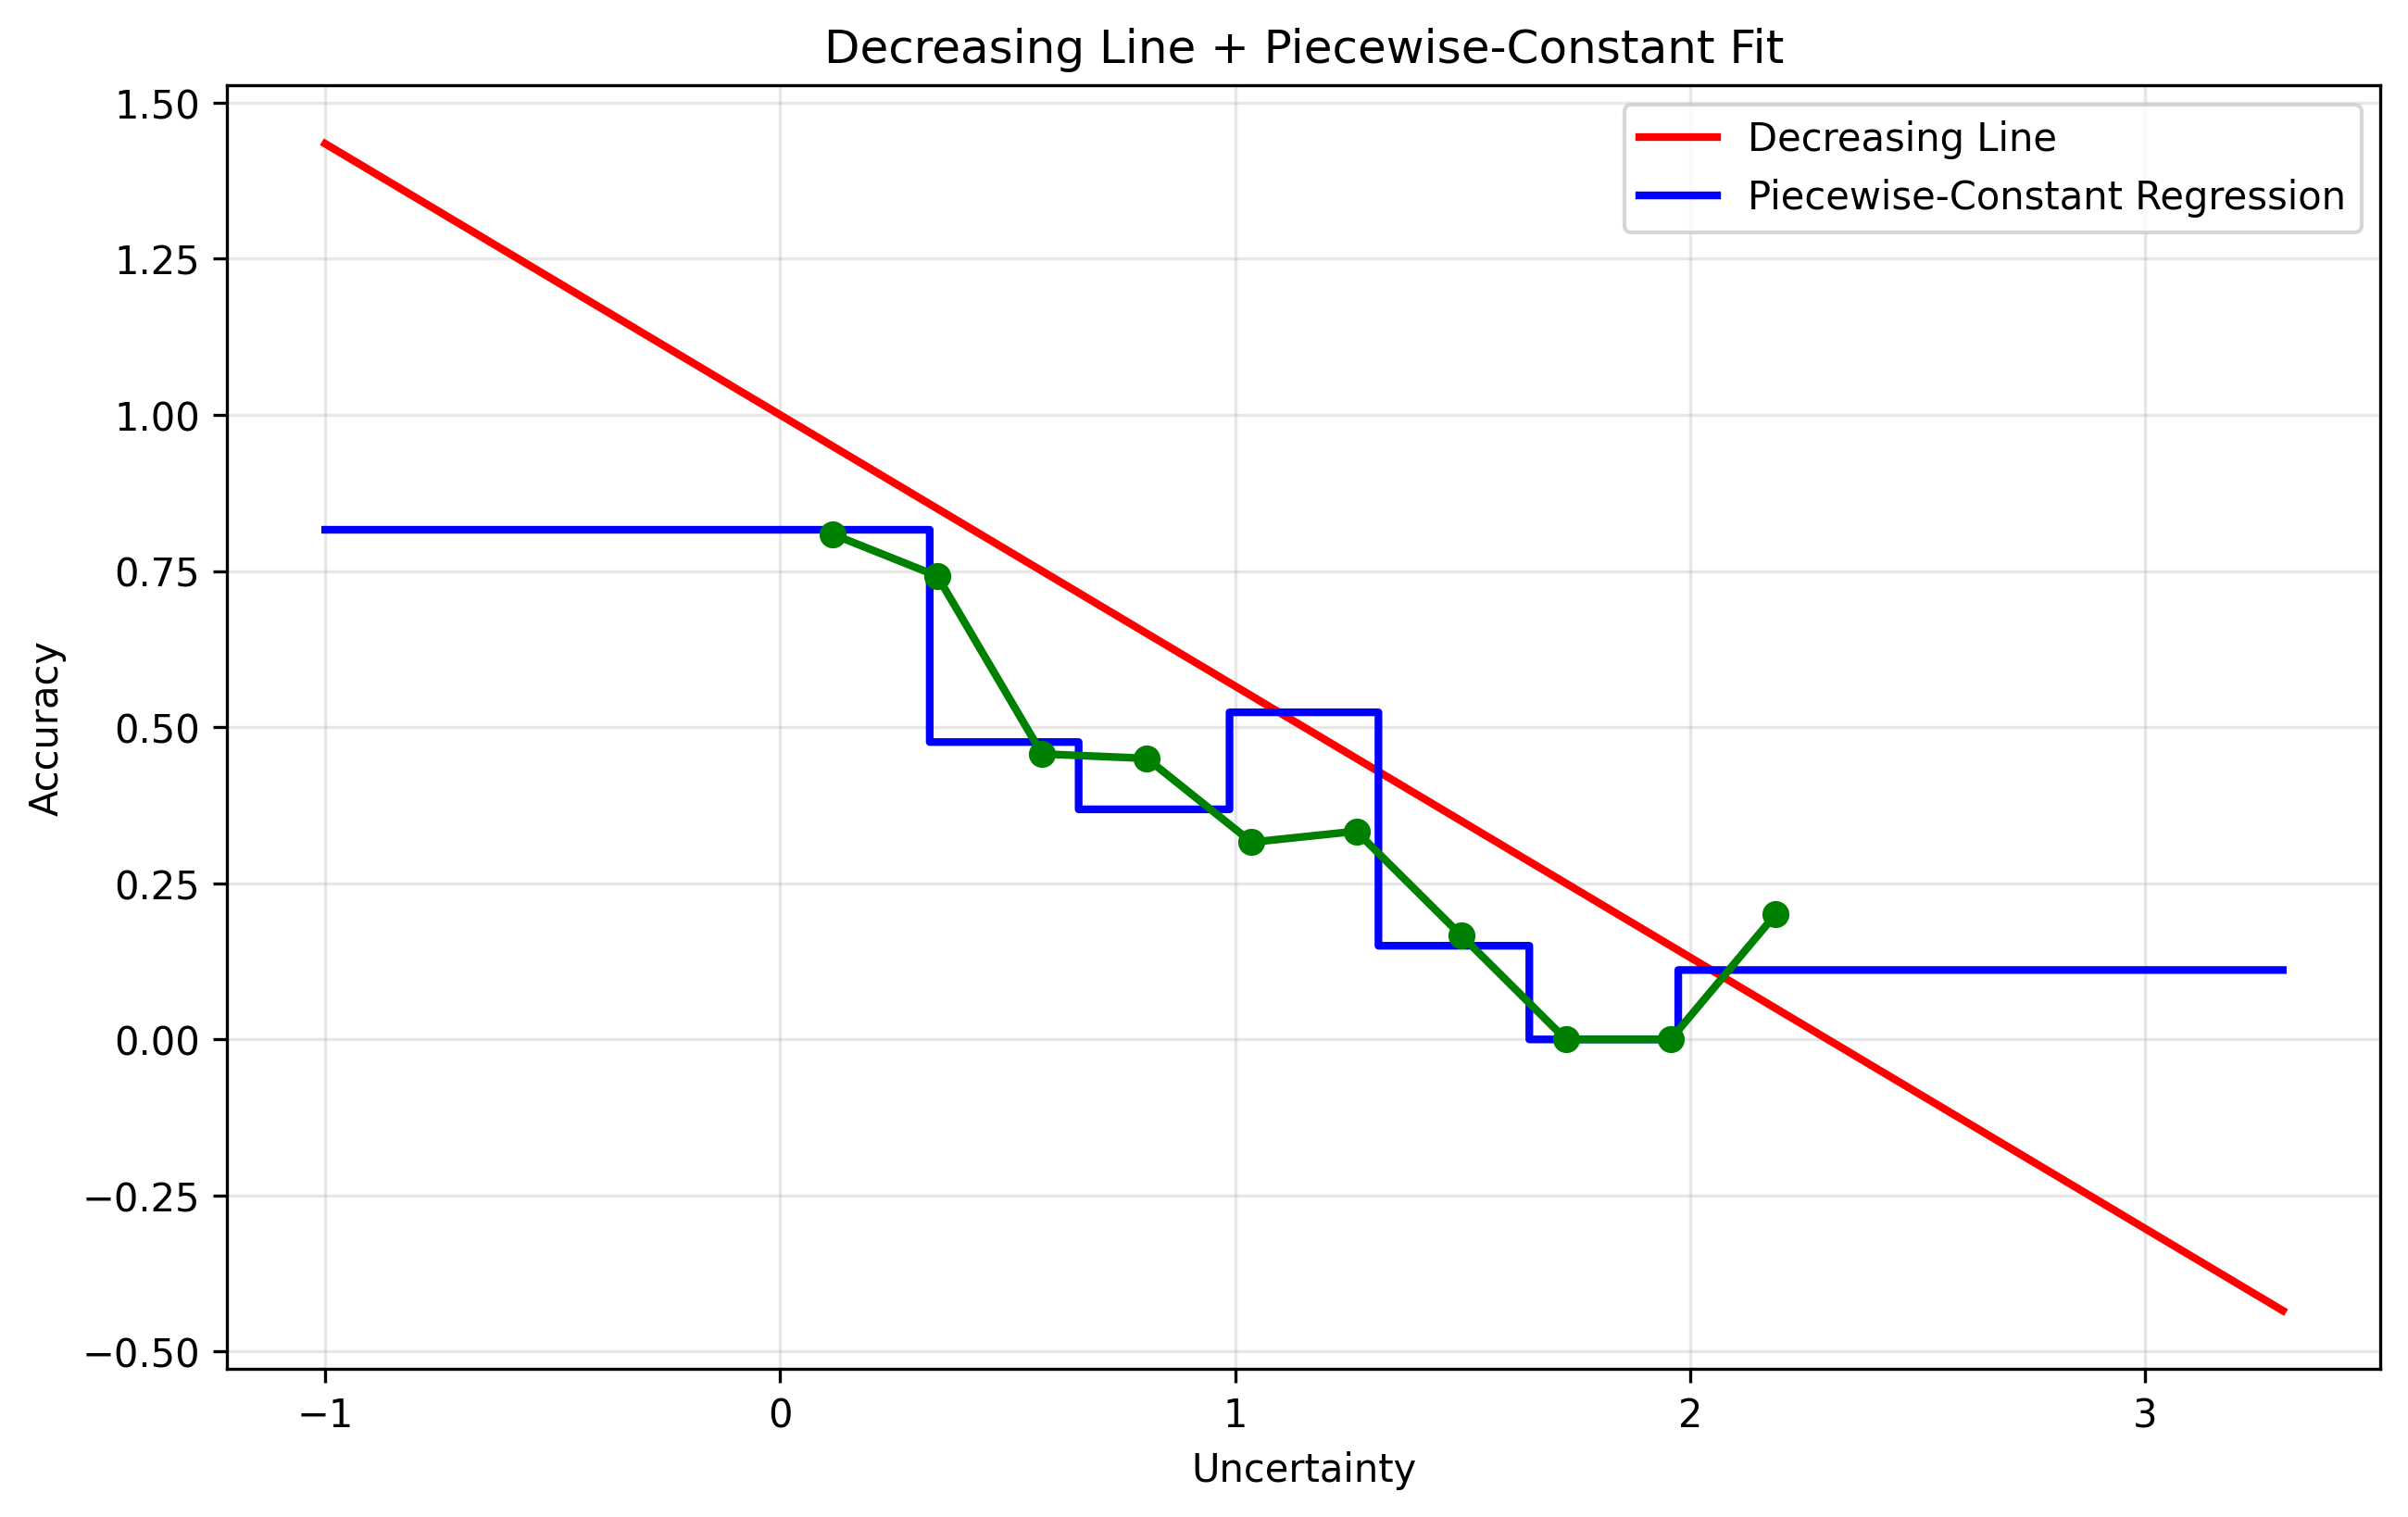 Decreasing Line + Piecewise-Constant Fit
Decreasing Line
Piecewise-Constant Regression
1.50
1.25
1.00
0.75
0.50
0.25
0.00
−0.25
−0.50
Accuracy
−1
0
1
2
3
Uncertainty